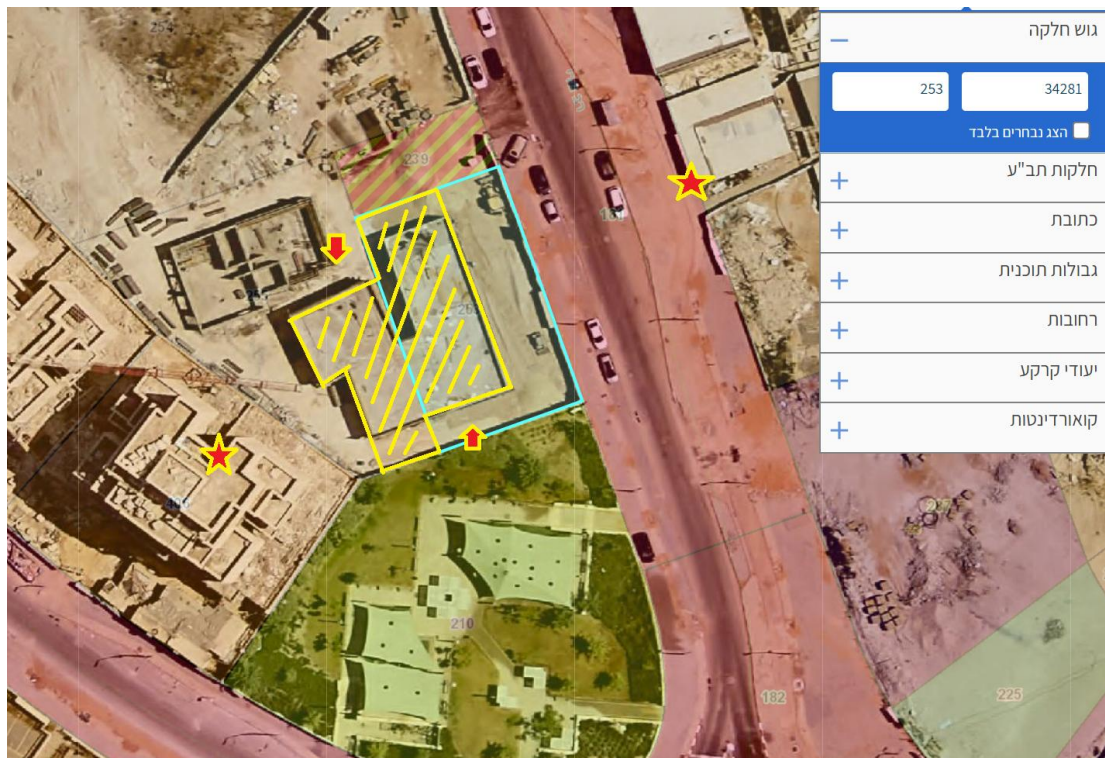 גוש חלקה
34281
253
הצג נבחרים בלבד
חלקות תב"ע
כתובת
גבולות תוכנית
רחובות
יעודי קרקע
קואורדינטות
239
210
182
225